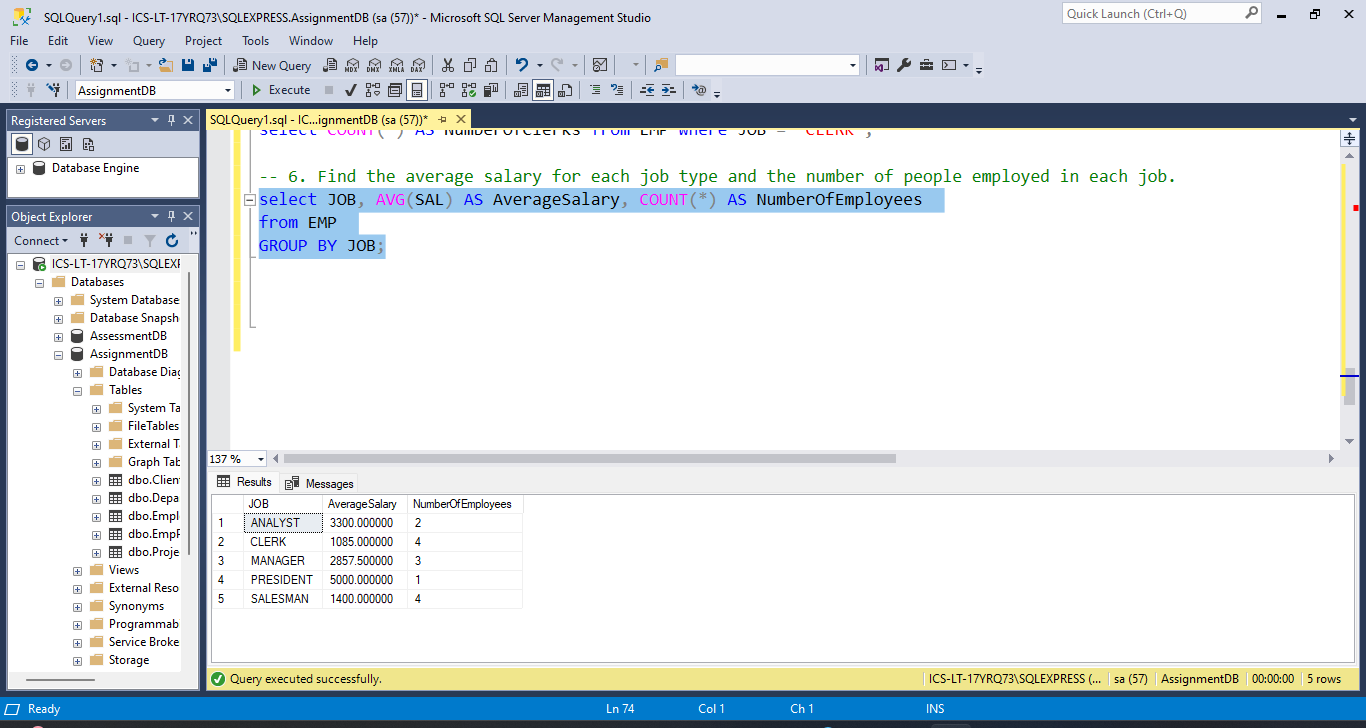 SQLQuery1.sql - ICS-LT-17YRQ73\SQLEXPRESS.AssignmentDB (sa (57))* - Microsoft SQL Server Management Studio
Quick Launch (Ctrl+Q)
File Edit View Query Project Tools Window Help
New Query MDX DMX XMLA DAX
AssignmentDB Execute
Registered Servers
Database Engine
Object Explorer
Connect
ICS-LT-17YRQ73\SQLEXF
Databases
System Database
Database Snapsh
AssessmentDB
AssignmentDB
Database Diag
Tables
System Ta
FileTables
External T
Graph Tab
dbo.Clien
dbo.Depa
dbo.Empl
dbo.EmpF
dbo.Proje
Views
External Reso
Synonyms
Programmab
Service Broke
Storage
SQLQuery1.sql - IC...ignmentDB (sa (57))*
select COUNT(*) AS NumberOfClerks from EMP where JOB = 'CLERK';
-- 6. Find the average salary for each job type and the number of people employed in each job.
select JOB, AVG(SAL) AS AverageSalary, COUNT(*) AS NumberOfEmployees
from EMP
GROUP BY JOB;
137 %
Results Messages
JOB AverageSalary NumberOfEmployees
1 ANALYST 3300.000000 2
2 CLERK 1085.000000 4
3 MANAGER 2857.500000 3
4 PRESIDENT 5000.000000 1
5 SALESMAN 1400.000000 4
Query executed successfully. ICS-LT-17YRQ73\SQLEXPRESS (... sa (57) AssignmentDB 00:00:00 5 rows
Ready Ln 74 Col 1 Ch 1 INS